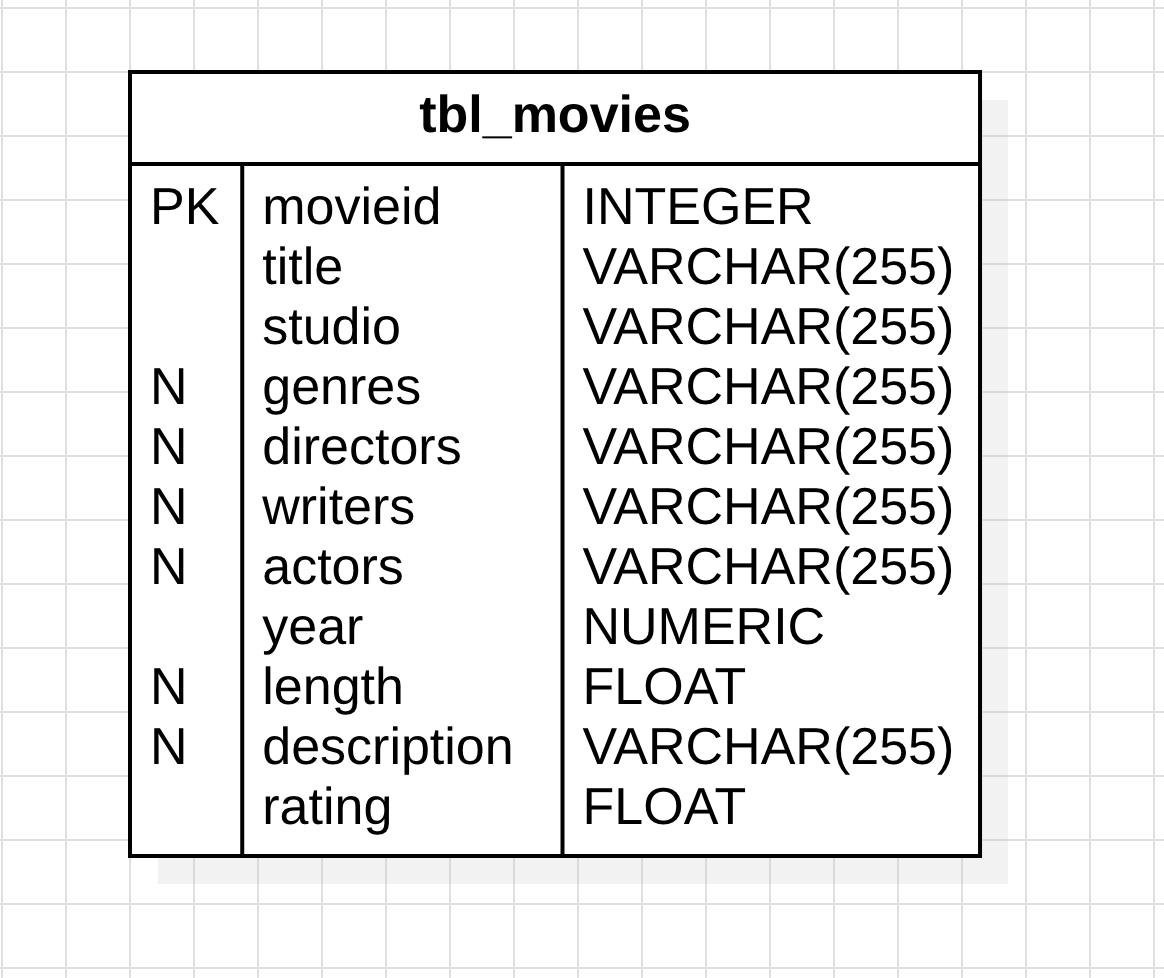 tbl_movies
PK movieid INTEGER
title VARCHAR(255)
studio VARCHAR(255)
N genres VARCHAR(255)
N directors VARCHAR(255)
N writers VARCHAR(255)
N actors VARCHAR(255)
year NUMERIC
N length FLOAT
N description VARCHAR(255)
rating FLOAT